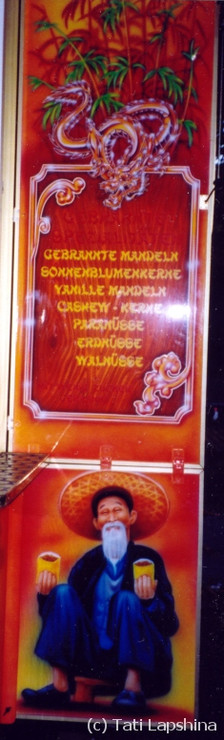 GEBRANNTE MANDELN
SONNENBLUMENKERNE
VANILLE MANDELN
CASHEW - KERNE
PARANÜSSE
ERDNÜSSE
WALNÜSSE
(c) Tati Lapshina